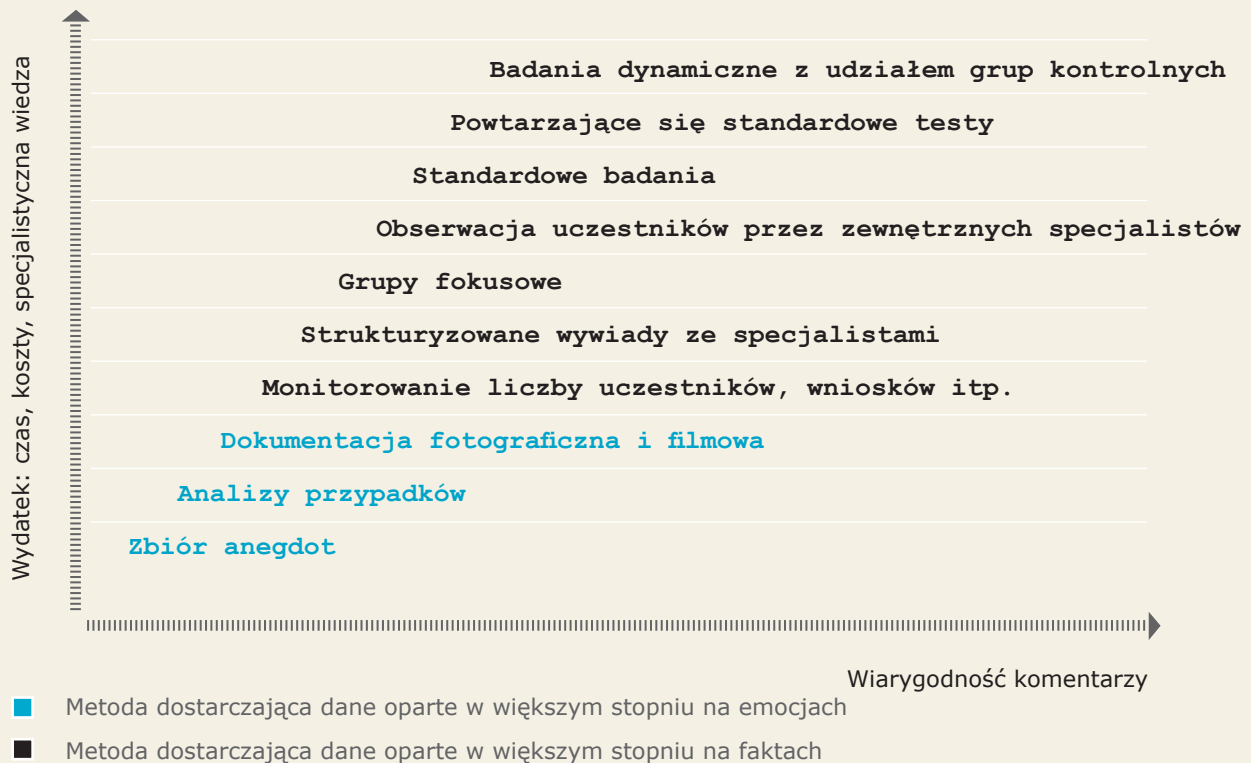 Wydatek: czas, koszty, specjalistyczna wiedza
Badania dynamiczne z udziałem grup kontrolnych
Powtarzające się standardowe testy
Standardowe badania
Obserwacja uczestników przez zewnętrznych specjalistów
Grupy fokusowe
Strukturyzowane wywiady ze specjalistami
Monitorowanie liczby uczestników, wniosków itp.
Dokumentacja fotograficzna i filmowa
Analizy przypadków
Zbiór anegdot
Wiarygodność komentarzy
Metoda dostarczająca dane oparte w większym stopniu na emocjach
Metoda dostarczająca dane oparte w większym stopniu na faktach